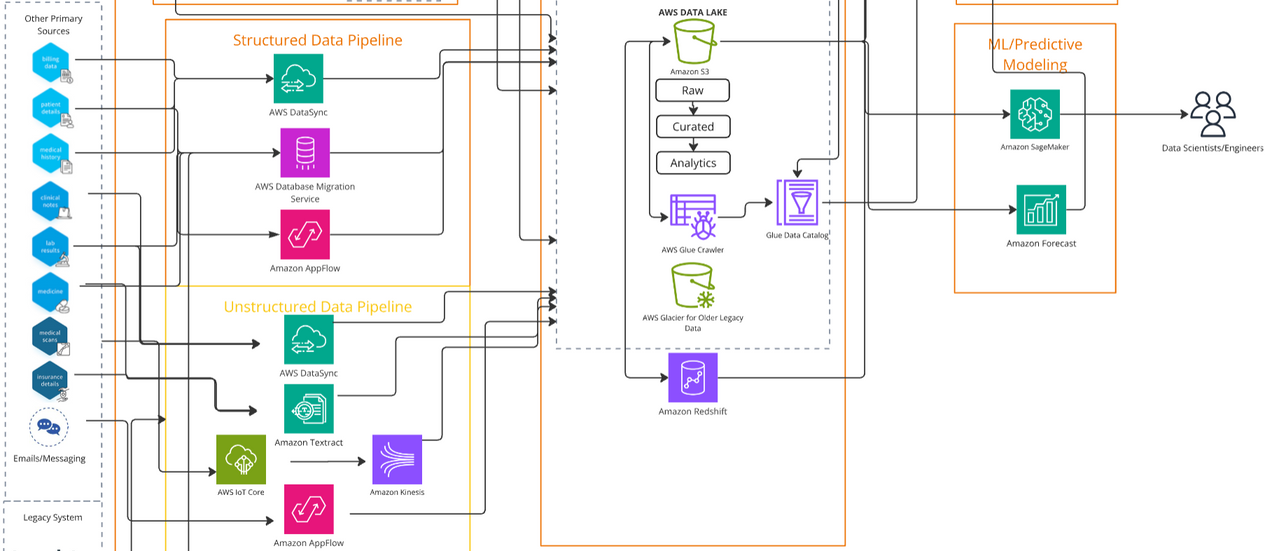 Other Primary
Sources
billing
data
patient
details
medical
history
clinical
notes
lab
results
medicine
medical
scans
insurance
details
Emails/Messaging
Legacy System
Structured Data Pipeline
AWS DataSync
AWS Database Migration
Service
Amazon AppFlow
Unstructured Data Pipeline
AWS DataSync
Amazon Textract
AWS IoT Core
Amazon Kinesis
Amazon AppFlow
AWS DATA LAKE
Amazon S3
Raw
Curated
Analytics
AWS Glue Crawler
Glue Data Catalog
AWS Glacier for Older Legacy
Data
Amazon Redshift
ML/Predictive
Modeling
Amazon SageMaker
Amazon Forecast
Data Scientists/Engineers